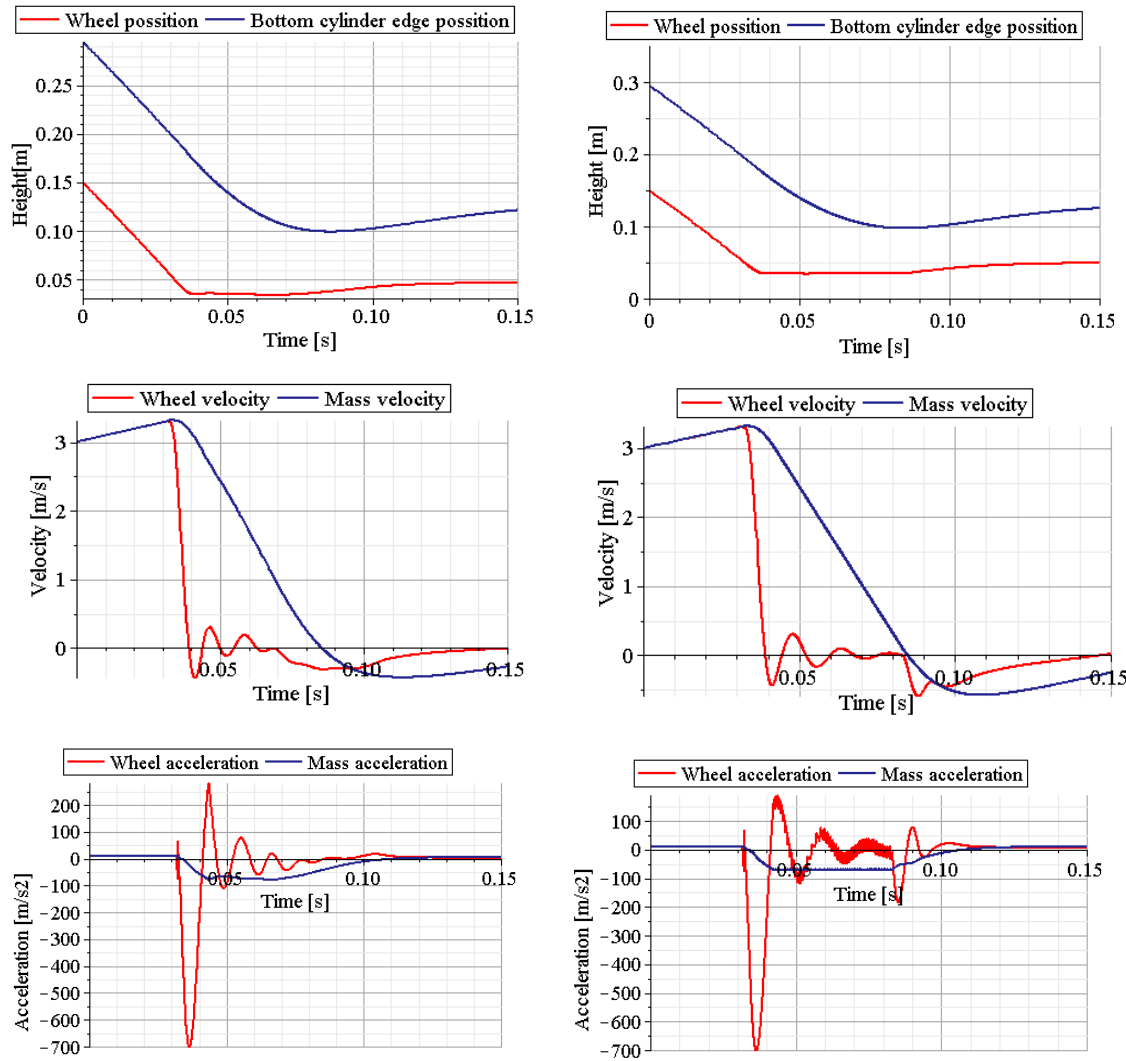 Wheel possition Bottom cylinder edge possition
Height[m]
0.25
0.20
0.15
0.10
0.05
0 0.05 0.10 0.15
Time [s]
Wheel possition Bottom cylinder edge possition
Height [m]
0.3
0.2
0.1
0
0 0.05 0.10 0.15
Time [s]
Wheel velocity Mass velocity
Velocity [m/s]
3
2
1
0
0.05 0.10 0.15
Time [s]
Wheel velocity Mass velocity
Velocity [m/s]
3
2
1
0
0.05 0.10 0.15
Time [s]
Wheel acceleration Mass acceleration
Acceleration [m/s2]
200
100
0
-100
-200
-300
-400
-500
-600
-700
0.05 0.10 0.15
Time [s]
Wheel acceleration Mass acceleration
Acceleration [m/s2]
100
0
-100
-200
-300
-400
-500
-600
-700
0.05 0.10 0.15
Time [s]